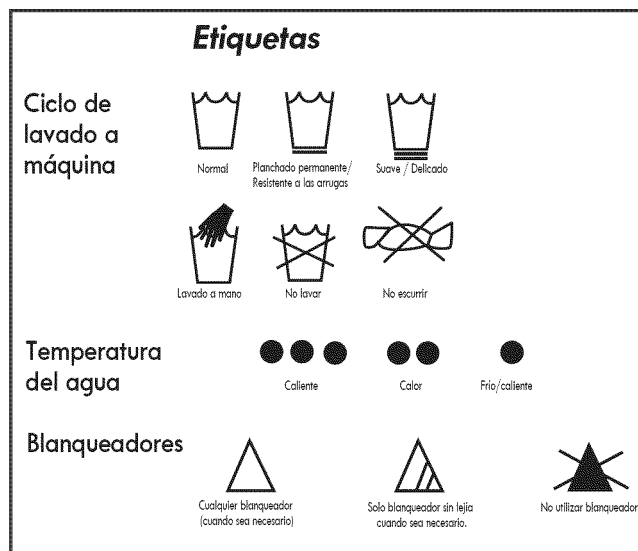 Etiquetas
Ciclo de
lavado a
máquina
Normal
Planchado permanente/
Resistente a las arrugas
Suave / Delicado
Lavado a mano
No lavar
No escurrir
Temperatura
del agua
Caliente
Calor
Frío/caliente
Blanqueadores
Cualquier blanqueador
(cuando sea necesario)
Solo blanqueador sin lejía
cuando sea necesario.
No utilizar blanqueador